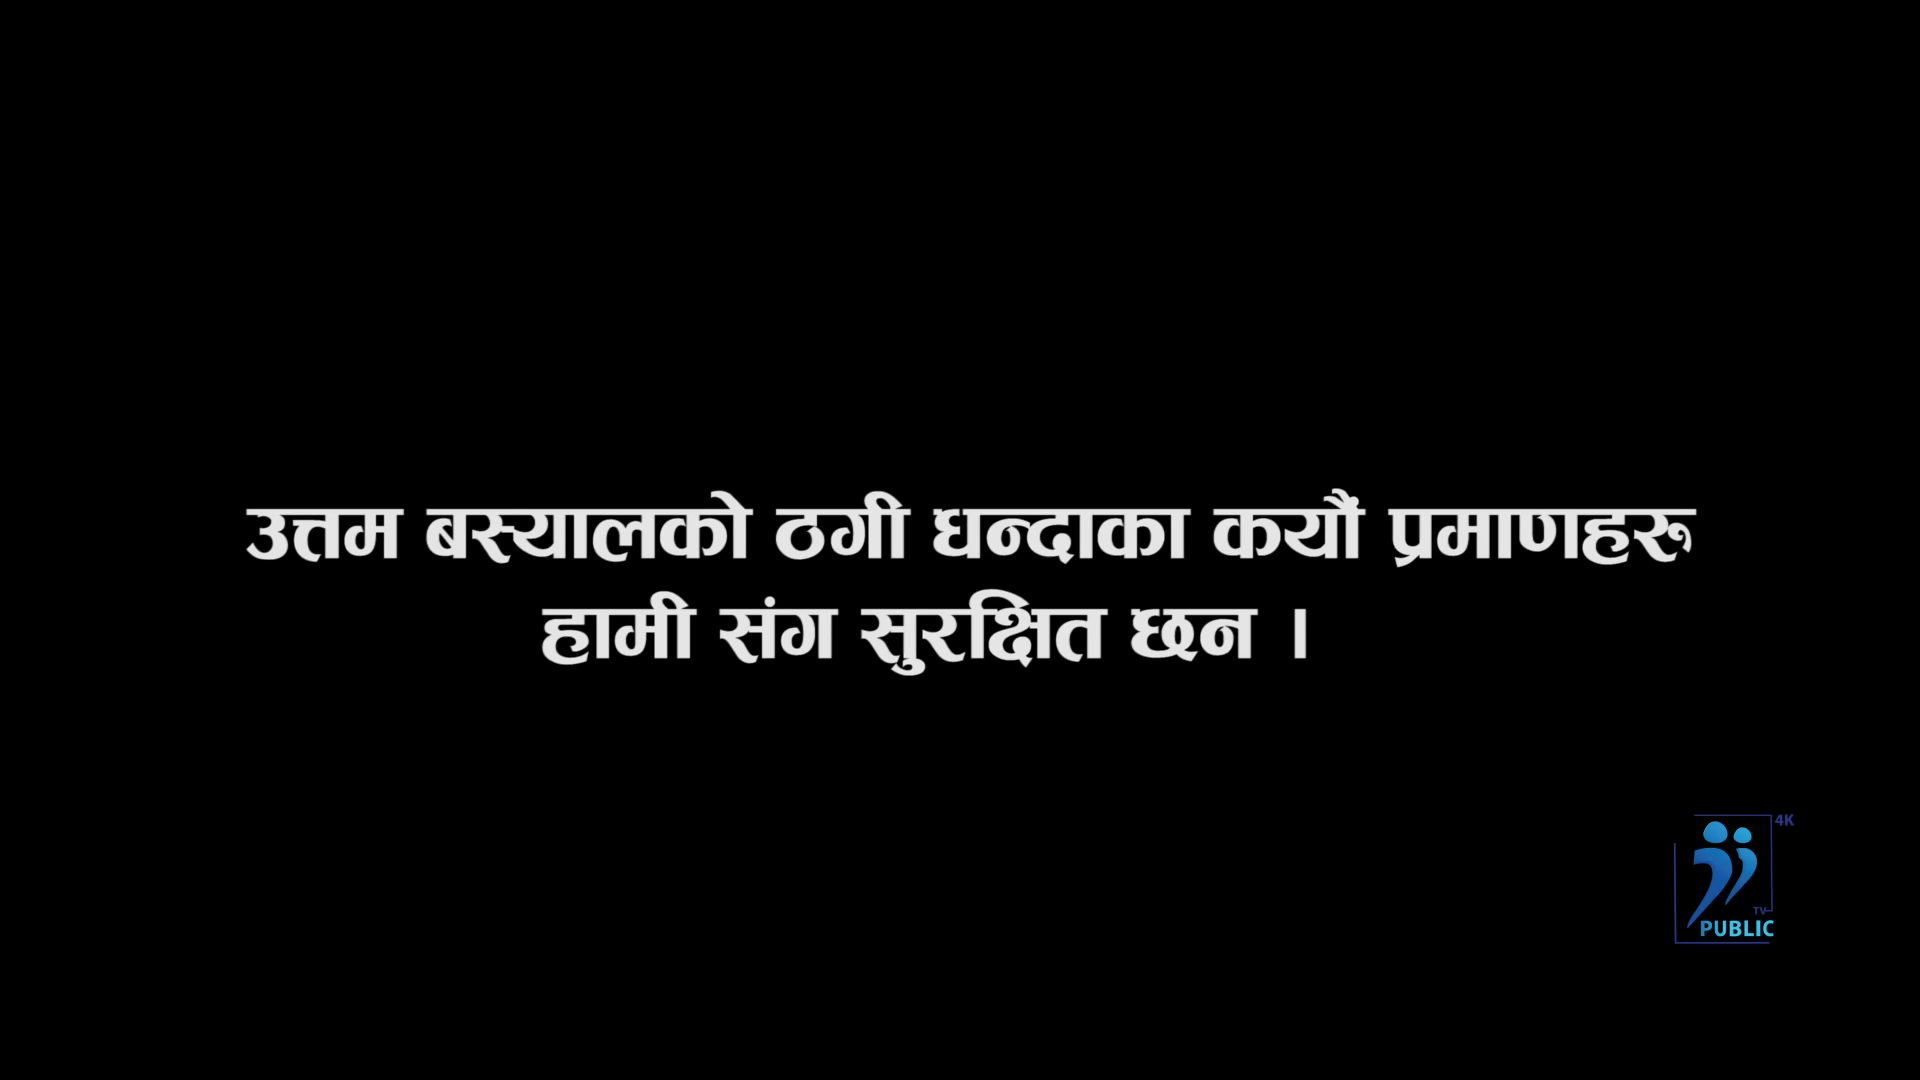 उत्तम बस्यालको ठगी धन्दाका कयौं प्रमाणहरू
हामी संग सुरक्षित छन ।
4K
TV
PUBLIC